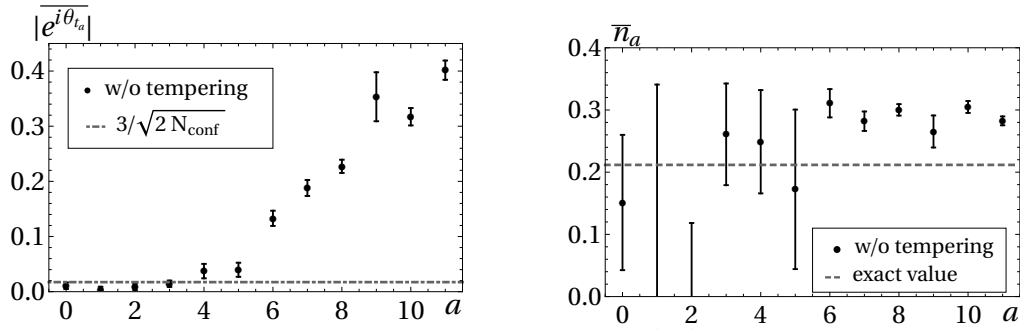 |e^{iθ_{t_a}}|
0.4
0.3
0.2
0.1
0.0
w/o tempering
3/√2 N_conf
0 2 4 6 8 10 a
n̄_a
0.4
0.3
0.2
0.1
0.0
w/o tempering
exact value
0 2 4 6 8 10 a